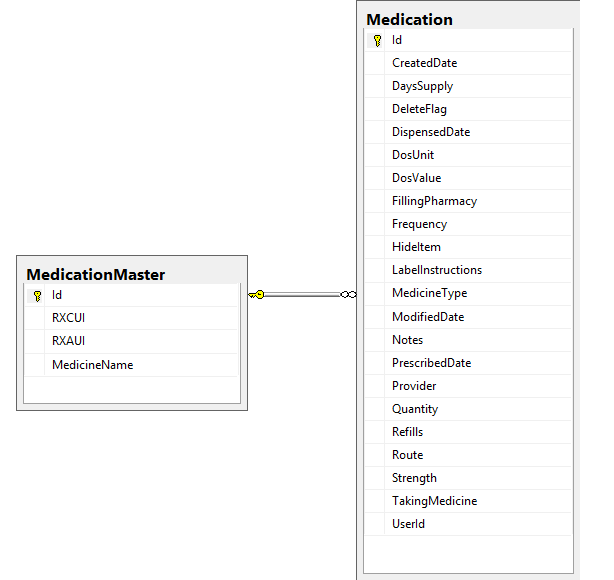 MedicationMaster
Id
RXCUI
RXAUI
MedicineName
Medication
Id
CreatedDate
DaysSupply
DeleteFlag
DispensedDate
DosUnit
DosValue
FillingPharmacy
Frequency
HideItem
LabelInstructions
MedicineType
ModifiedDate
Notes
PrescribedDate
Provider
Quantity
Refills
Route
Strength
TakingMedicine
UserId